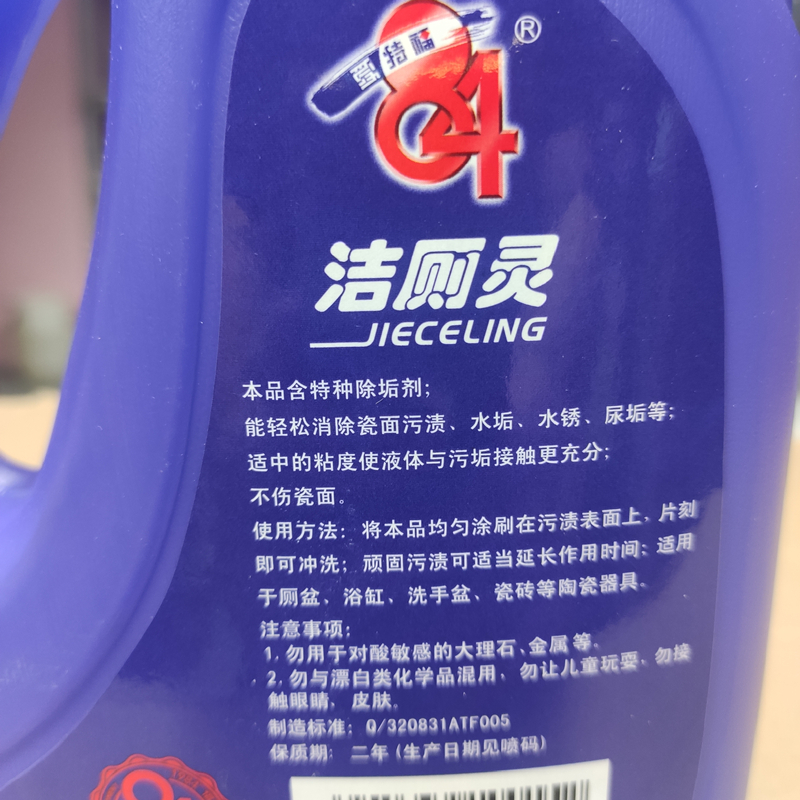 爱特福
84
®
洁厕灵
JIECELING
本品含特种除垢剂；
能轻松消除瓷面污渍、水垢、水锈、尿垢等；
适中的粘度使液体与污垢接触更充分；
不伤瓷面。
使用方法：将本品均匀涂刷在污渍表面上，片刻
即可冲洗；顽固污渍可适当延长作用时间；适用
于厕盆、浴缸、洗手盆、瓷砖等陶瓷器具。
注意事项：
1.勿用于对酸敏感的大理石、金属等。
2.勿与漂白类化学品混用，勿让儿童玩耍，勿接
触眼睛，皮肤。
制造标准：Q/320831ATF005
保质期：二年(生产日期见喷码)